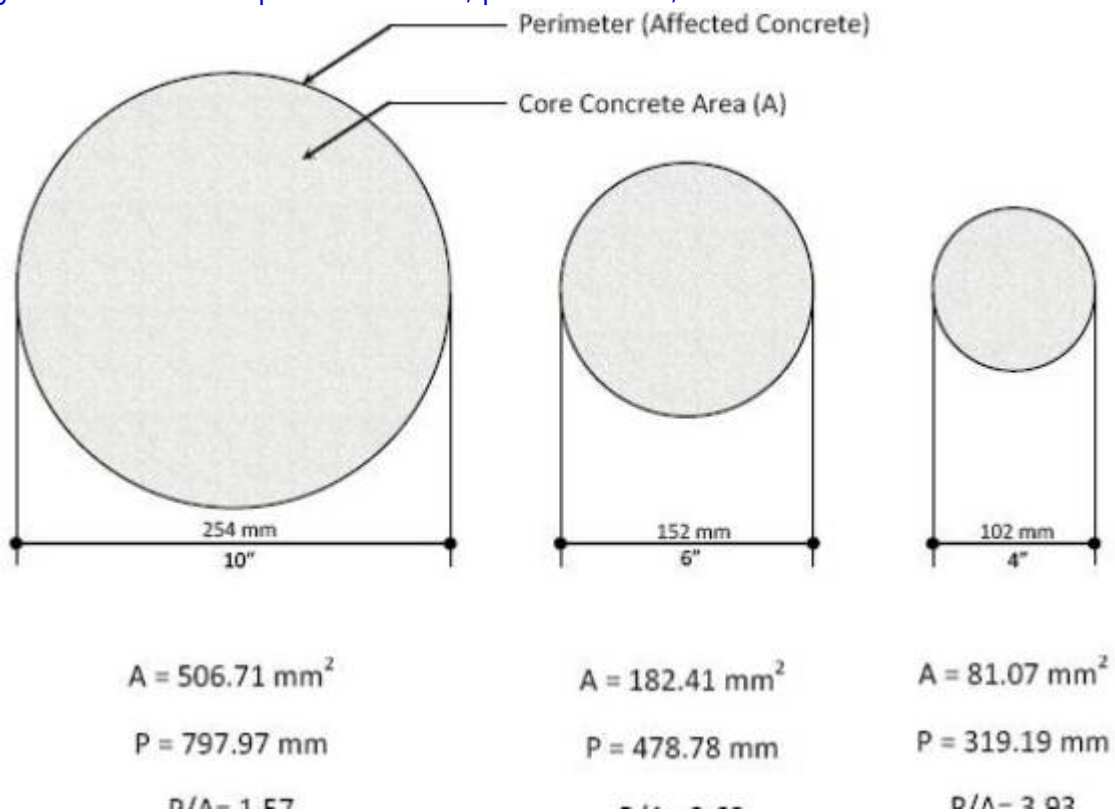 Perimeter (Affected Concrete)
Core Concrete Area (A)
254 mm
10"
152 mm
6"
102 mm
4"
A = 506.71 mm²
A = 182.41 mm²
A = 81.07 mm²
P = 797.97 mm
P = 478.78 mm
P = 319.19 mm
P/A= 1.57
P/A= 3.93